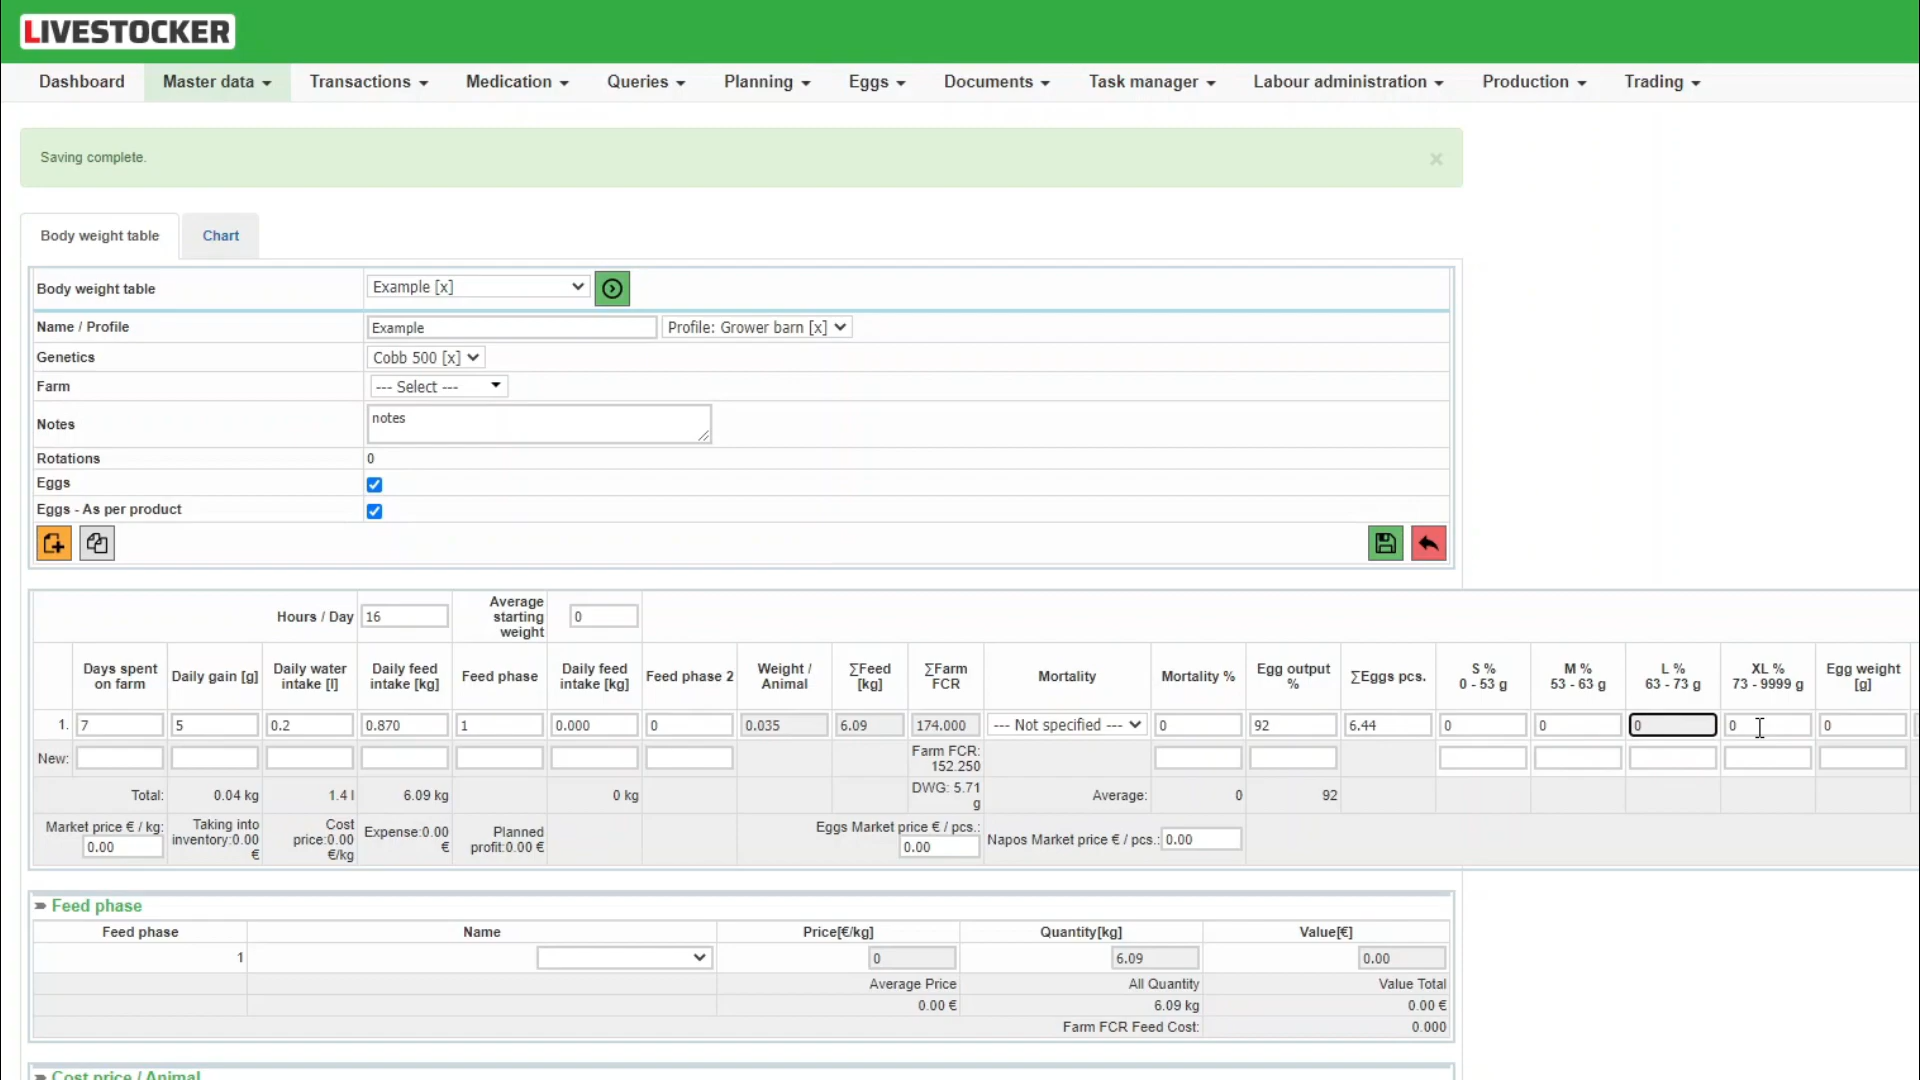 LIVESTOCKER
Dashboard Master data Transactions Medication Queries Planning Eggs Documents Task manager Labour administration Production Trading
Saving complete. ×
Body weight table Chart
Body weight table Example [x]
Name / Profile Example Profile: Grower barn [x]
Genetics Cobb 500 [x]
Farm --- Select ---
Notes notes
Rotations 0
Eggs
Eggs - As per product
Hours / Day 16 Average starting weight 0
Days spent on farm Daily gain [g] Daily water intake [l] Daily feed intake [kg] Feed phase Daily feed intake [kg] Feed phase 2 Weight / Animal ∑Feed [kg] ∑Farm FCR Mortality Mortality % Egg output % ∑Eggs pcs. S % 0 - 53 g M % 53 - 63 g L % 63 - 73 g XL % 73 - 9999 g Egg weight [g]
1. 7 5 0.2 0.870 1 0.000 0 0.035 6.09 174.000 --- Not specified --- 0 92 6.44 0 0 0 0 0
New: Farm FCR: 152.250
Total: 0.04 kg 1.4 l 6.09 kg 0 kg DWG: 5.71 g Average: 0 92
Market price € / kg: 0.00 Taking into inventory:0.00 € Cost price:0.00 €/kg Expense:0.00 € Planned profit:0.00 € Eggs Market price € / pcs.: 0.00 Napos Market price € / pcs.: 0.00
Feed phase
Feed phase Name Price[€/kg] Quantity[kg] Value[€]
1 0 6.09 0.00
Average Price All Quantity Value Total
0.00 € 6.09 kg 0.00 €
Farm FCR Feed Cost: 0.000
Cost price / Animal